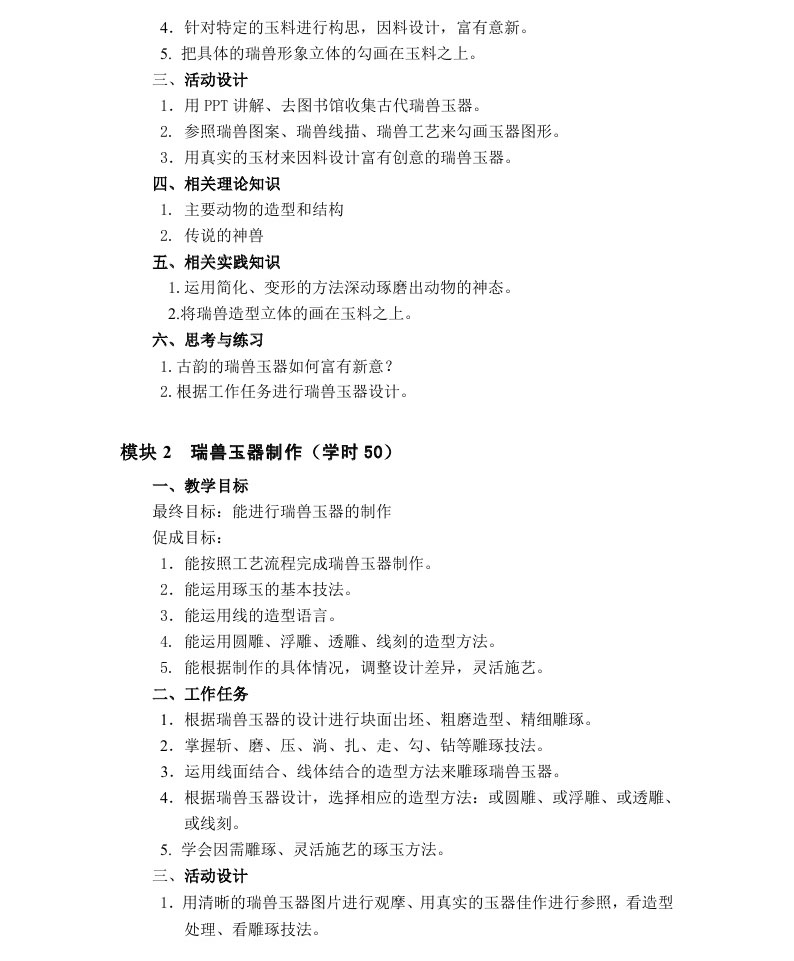 4．针对特定的玉料进行构思，因料设计，富有意新。
5. 把具体的瑞兽形象立体的勾画在玉料之上。
三、活动设计
1．用 PPT 讲解、去图书馆收集古代瑞兽玉器。
2. 参照瑞兽图案、瑞兽线描、瑞兽工艺来勾画玉器图形。
3．用真实的玉材来因料设计富有创意的瑞兽玉器。
四、相关理论知识
1. 主要动物的造型和结构
2. 传说的神兽
五、相关实践知识
1. 运用简化、变形的方法深动琢磨出动物的神态。
2.将瑞兽造型立体的画在玉料之上。
六、思考与练习
1. 古韵的瑞兽玉器如何富有新意？
2. 根据工作任务进行瑞兽玉器设计。
模块 2 瑞兽玉器制作（学时 50）
一、教学目标
最终目标：能进行瑞兽玉器的制作
促成目标：
1．能按照工艺流程完成瑞兽玉器制作。
2．能运用琢玉的基本技法。
3．能运用线的造型语言。
4. 能运用圆雕、浮雕、透雕、线刻的造型方法。
5. 能根据制作的具体情况，调整设计差异，灵活施艺。
二、工作任务
1．根据瑞兽玉器的设计进行块面出坯、粗磨造型、精细雕琢。
2．掌握斩、磨、压、淌、扎、走、勾、钻等雕琢技法。
3．运用线面结合、线体结合的造型方法来雕琢瑞兽玉器。
4．根据瑞兽玉器设计，选择相应的造型方法：或圆雕、或浮雕、或透雕、
或线刻。
5. 学会因需雕琢、灵活施艺的琢玉方法。
三、活动设计
1．用清晰的瑞兽玉器图片进行观摩、用真实的玉器佳作进行参照，看造型
处理、看雕琢技法。